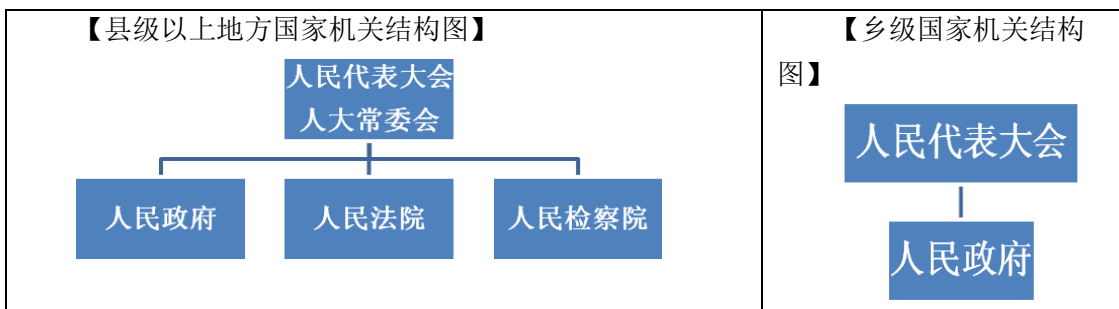 【县级以上地方国家机关结构图】
人民代表大会
人大常委会
人民政府
人民法院
人民检察院
【乡级国家机关结构
图】
人民代表大会
人民政府